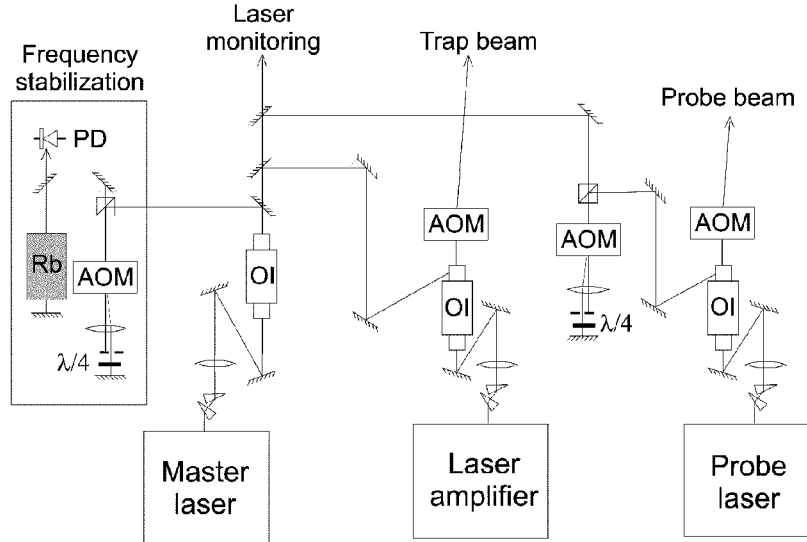 Laser
monitoring
Trap beam
Frequency
stabilization
Probe beam
PD
AOM
AOM
AOM
Rb
AOM
OI
OI
OI
λ/4
λ/4
Master
laser
Laser
amplifier
Probe
laser